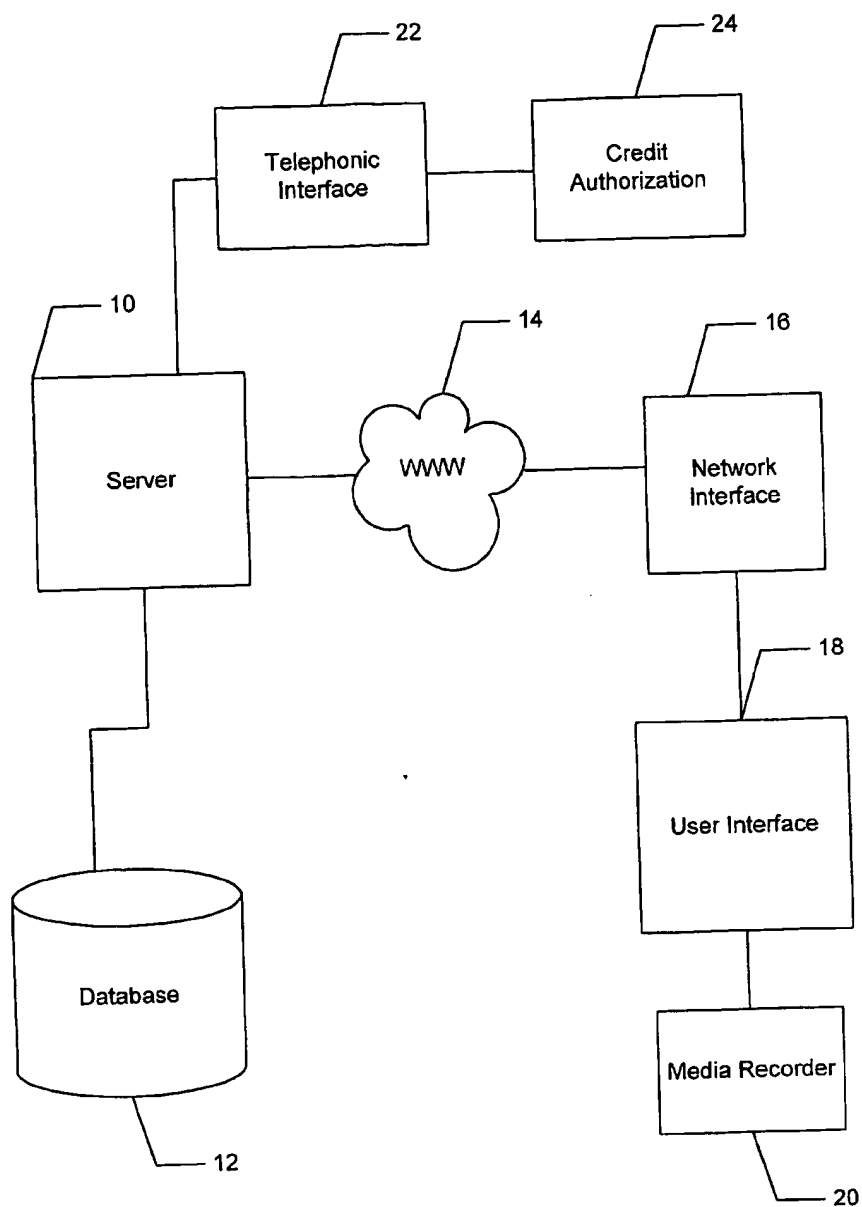 22
24
Telephonic
Interface
Credit
Authorization
10
14
16
Server
WWW
Network
Interface
18
User Interface
Database
Media Recorder
12
20